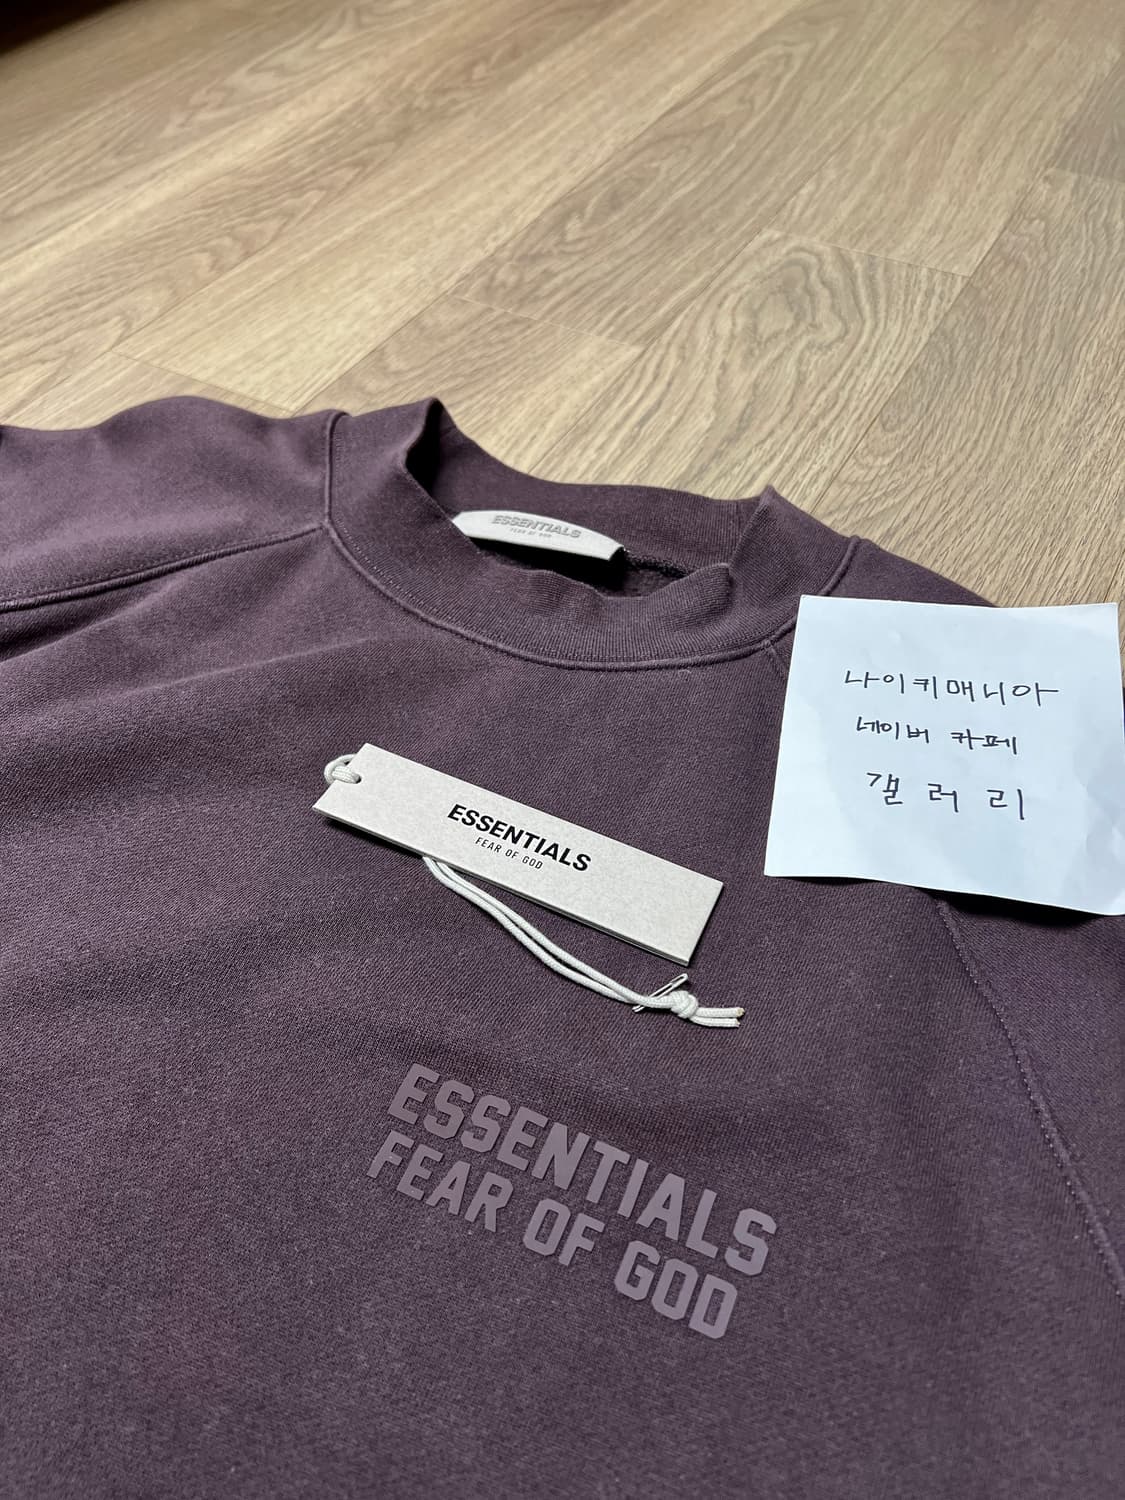 ESSENTIALS
FEAR OF GOD
나이키매니아
네이버 카페
갤러리
ESSENTIALS
FEAR OF GOD
ESSENTIALS
FEAR OF GOD